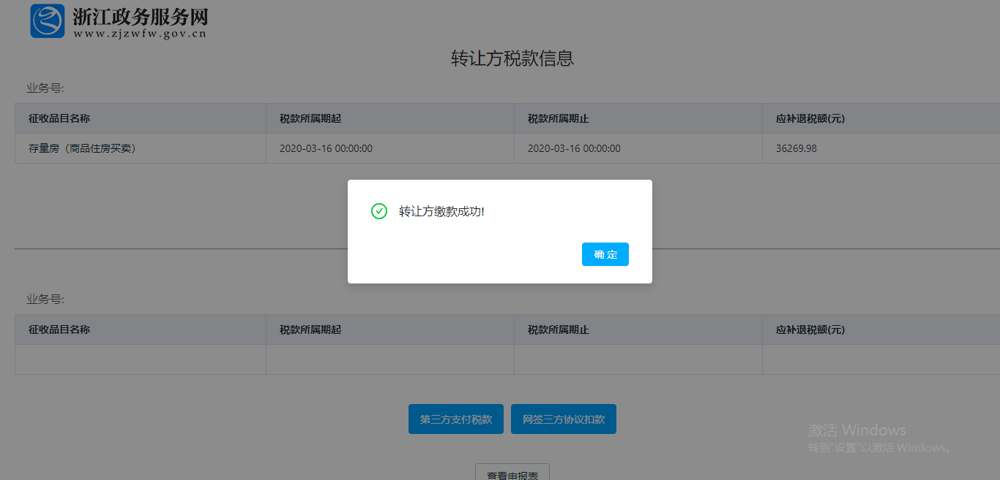 浙江政务服务网
www.zjzwfw.gov.cn
转让方税款信息
业务号:
征收品目名称 税款所属期起 税款所属期止 应补退税额(元)
存量房（商品住房买卖） 2020-03-16 00:00:00 2020-03-16 00:00:00 36269.98
转让方缴款成功!
确 定
业务号:
征收品目名称 税款所属期起 税款所属期止 应补退税额(元)
第三方支付税款 网签三方协议扣款
激活 Windows
转到"设置"以激活 Windows。
查看申报表